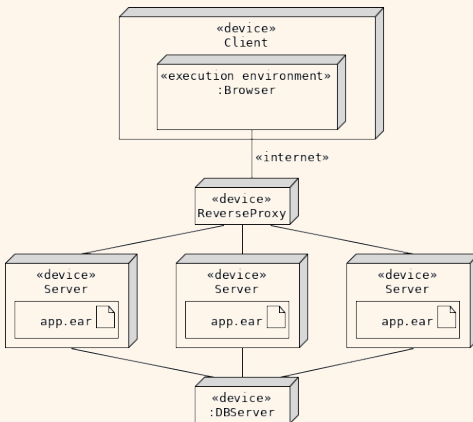 «device»
Client
«execution environment»
:Browser
«internet»
«device»
ReverseProxy
«device»
Server
app.ear
«device»
Server
app.ear
«device»
Server
app.ear
«device»
:DBServer